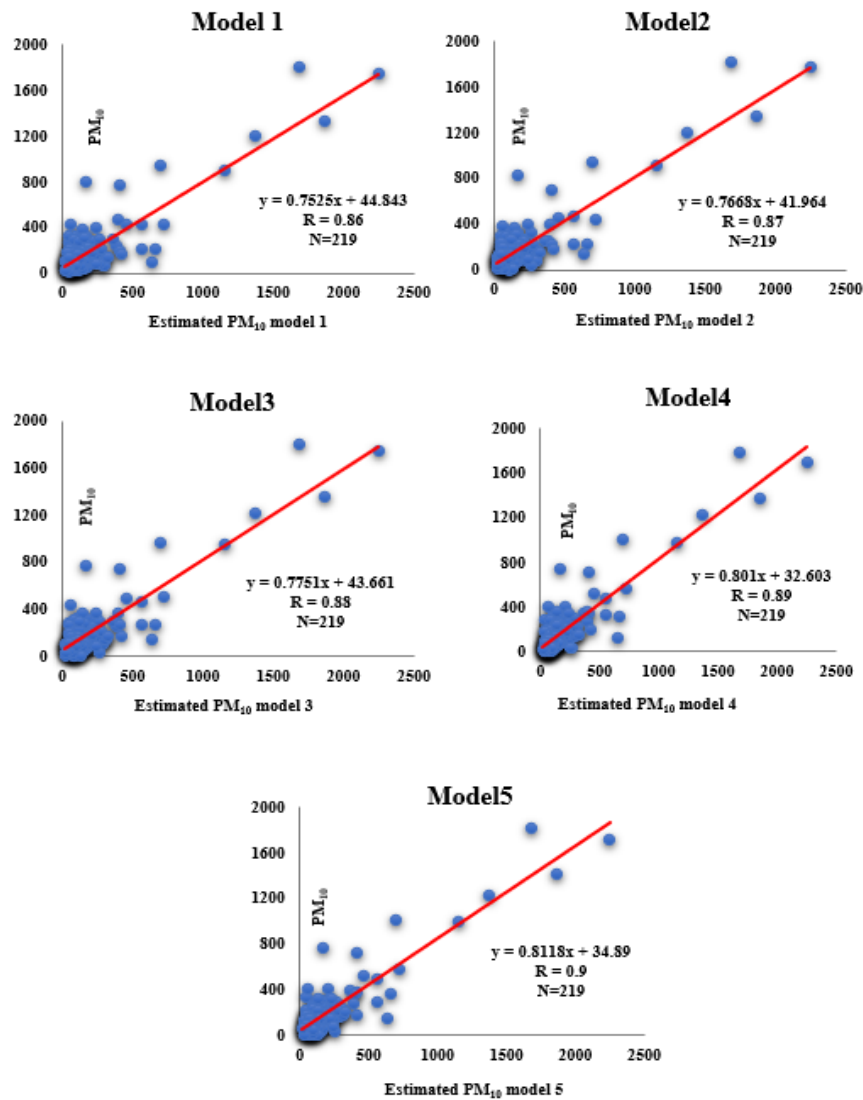 Model 1
2000
1600
1200
800
400
0
PM₁₀
y = 0.7525x + 44.843
R = 0.86
N=219
0 500 1000 1500 2000 2500
Estimated PM₁₀ model 1
Model2
2000
1600
1200
800
400
0
PM₁₀
y = 0.7668x + 41.964
R = 0.87
N=219
0 500 1000 1500 2000 2500
Estimated PM₁₀ model 2
Model3
2000
1600
1200
800
400
0
PM₁₀
y = 0.7751x + 43.661
R = 0.88
N=219
0 500 1000 1500 2000 2500
Estimated PM₁₀ model 3
Model4
2000
1600
1200
800
400
0
PM₁₀
y = 0.801x + 32.603
R = 0.89
N=219
0 500 1000 1500 2000 2500
Estimated PM₁₀ model 4
Model5
2000
1600
1200
800
400
0
PM₁₀
y = 0.8118x + 34.89
R = 0.9
N=219
0 500 1000 1500 2000 2500
Estimated PM₁₀ model 5